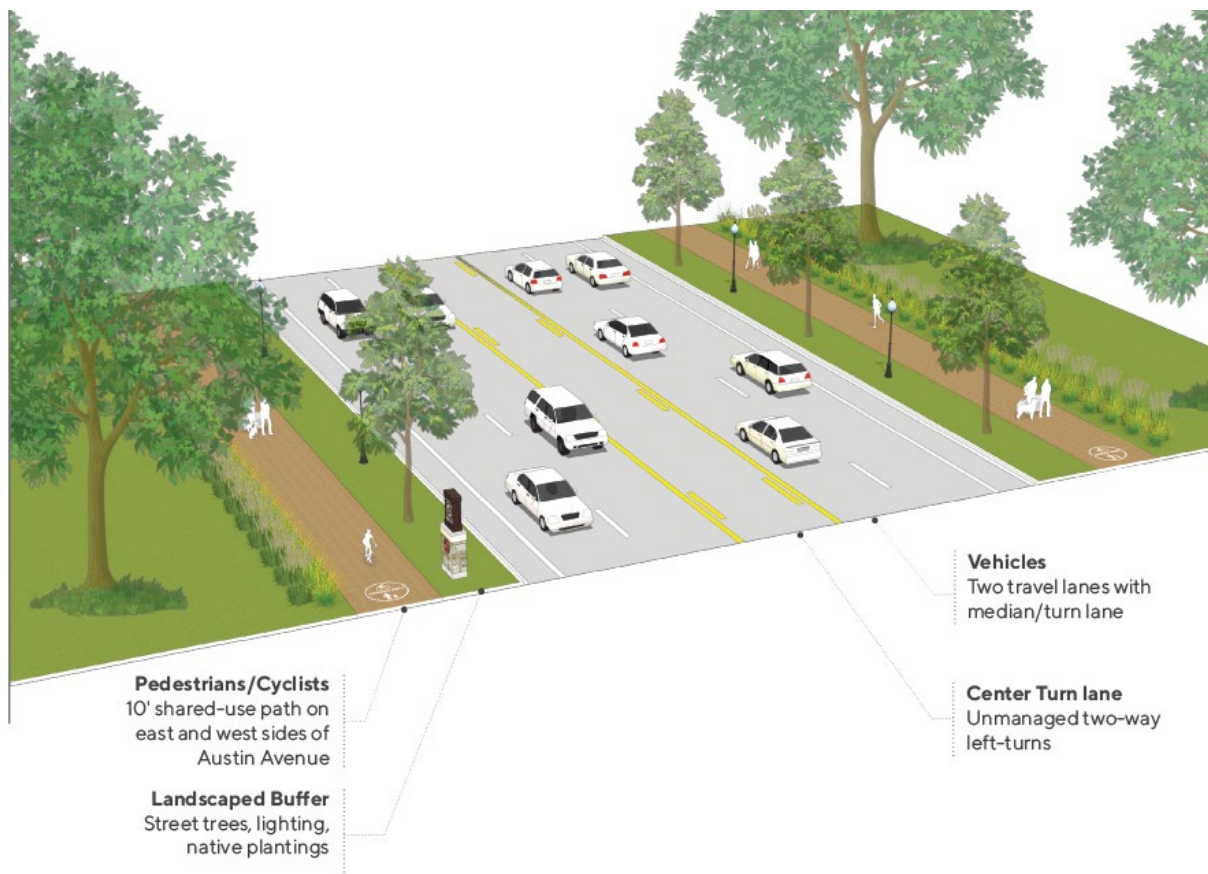 Pedestrians/Cyclists
10' shared-use path on
east and west sides of
Austin Avenue
Landscaped Buffer
Street trees, lighting,
native plantings
Vehicles
Two travel lanes with
median/turn lane
Center Turn lane
Unmanaged two-way
left-turns